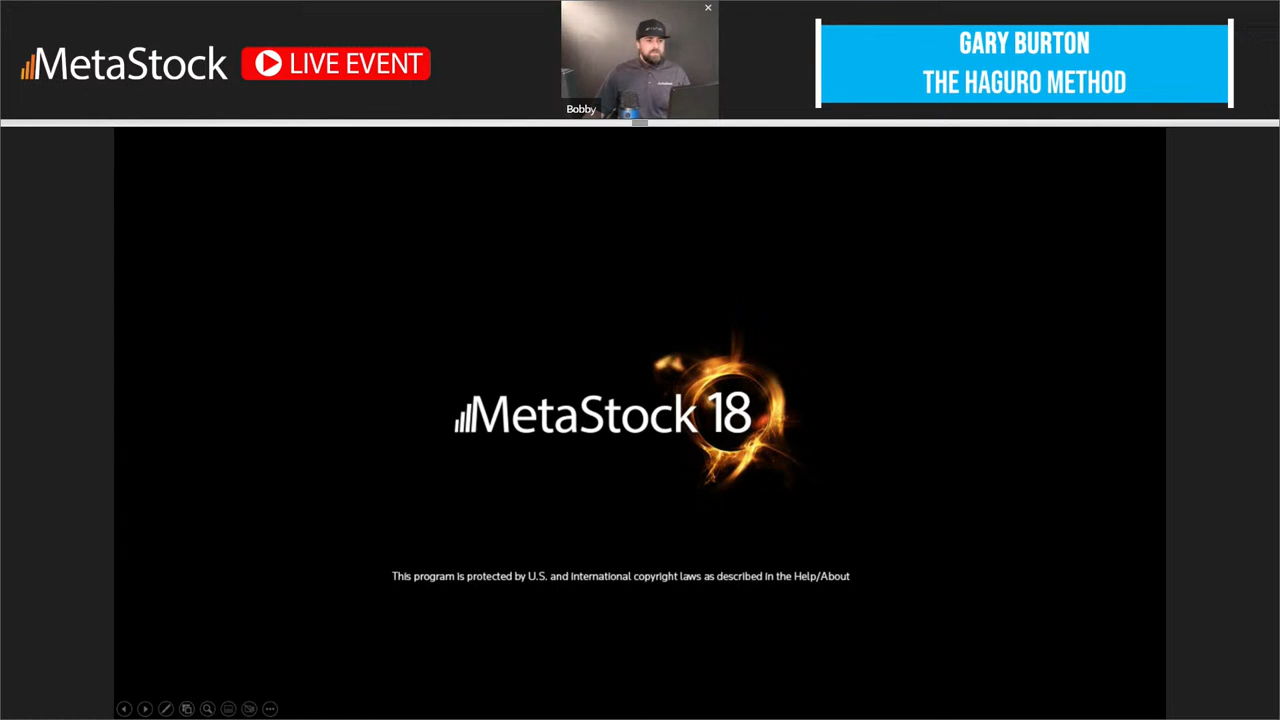 MetaStock
LIVE EVENT
Bobby
GARY BURTON
THE HAGURO METHOD
MetaStock 18
This program is protected by U.S. and international copyright laws as described in the Help/About